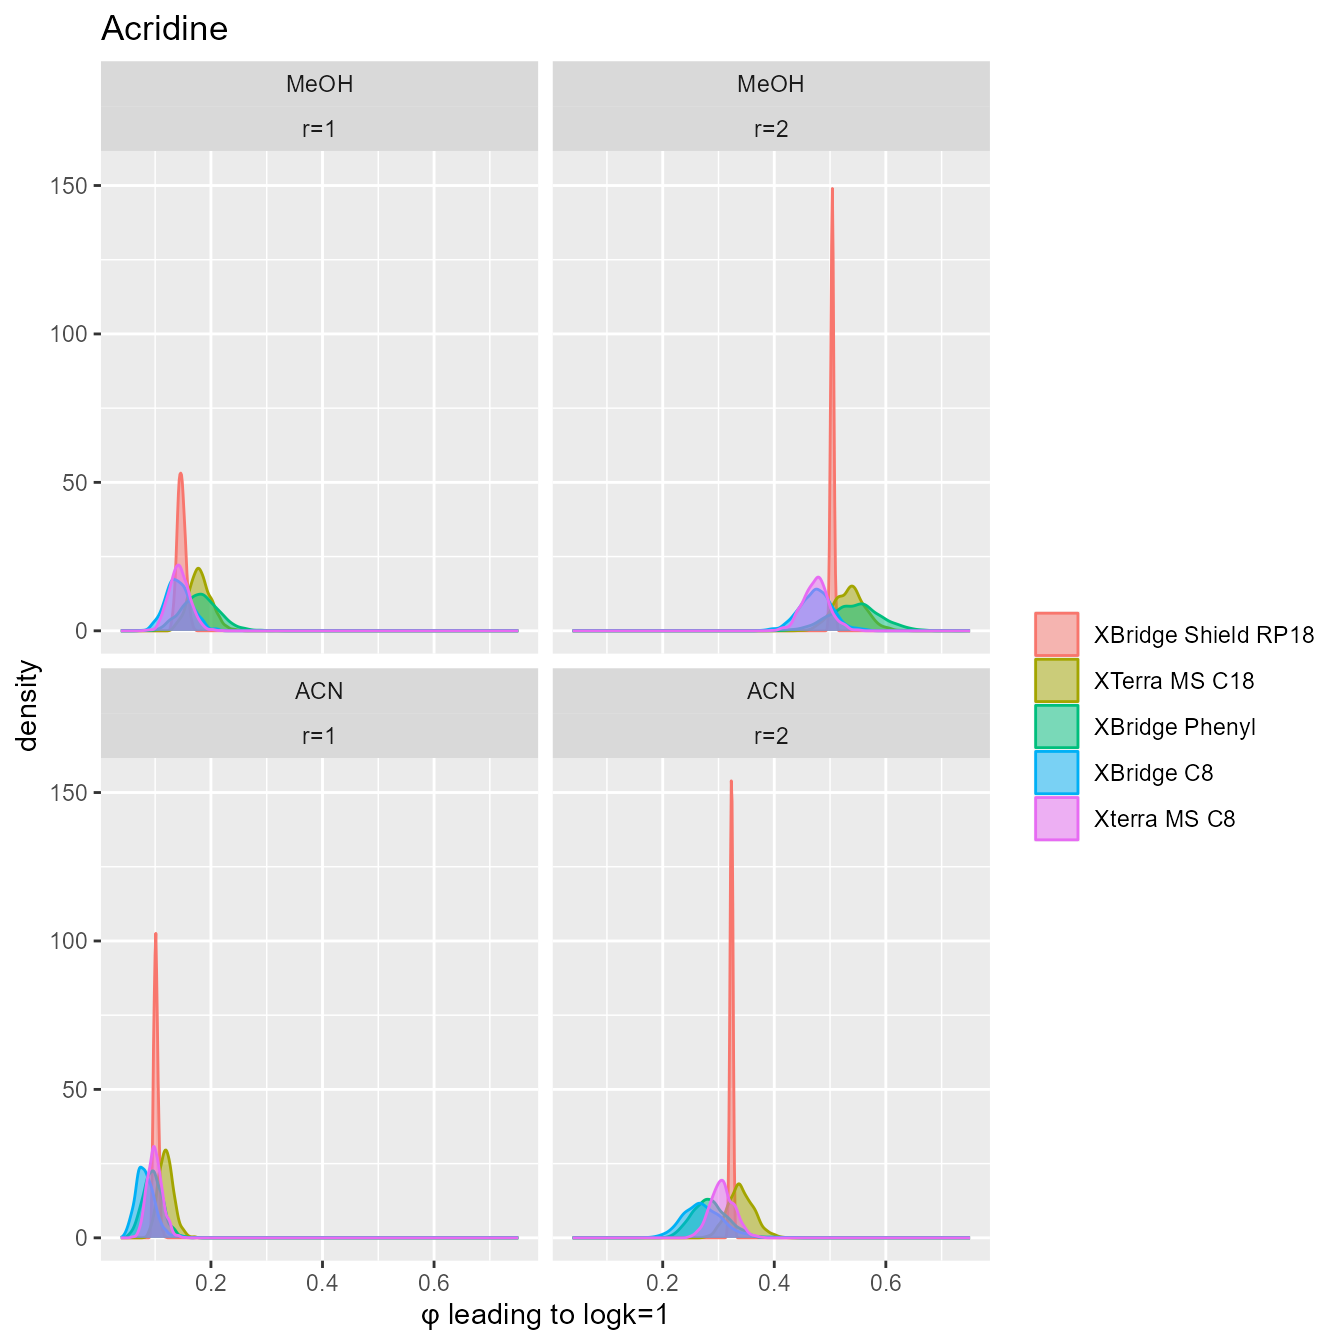 Acridine
MeOH
r=1
MeOH
r=2
150
100
50
0
ACN
r=1
ACN
r=2
150
100
50
0
density
0.2
0.4
0.6
0.2
0.4
0.6
φ leading to logk=1
XBridge Shield RP18
XTerra MS C18
XBridge Phenyl
XBridge C8
Xterra MS C8